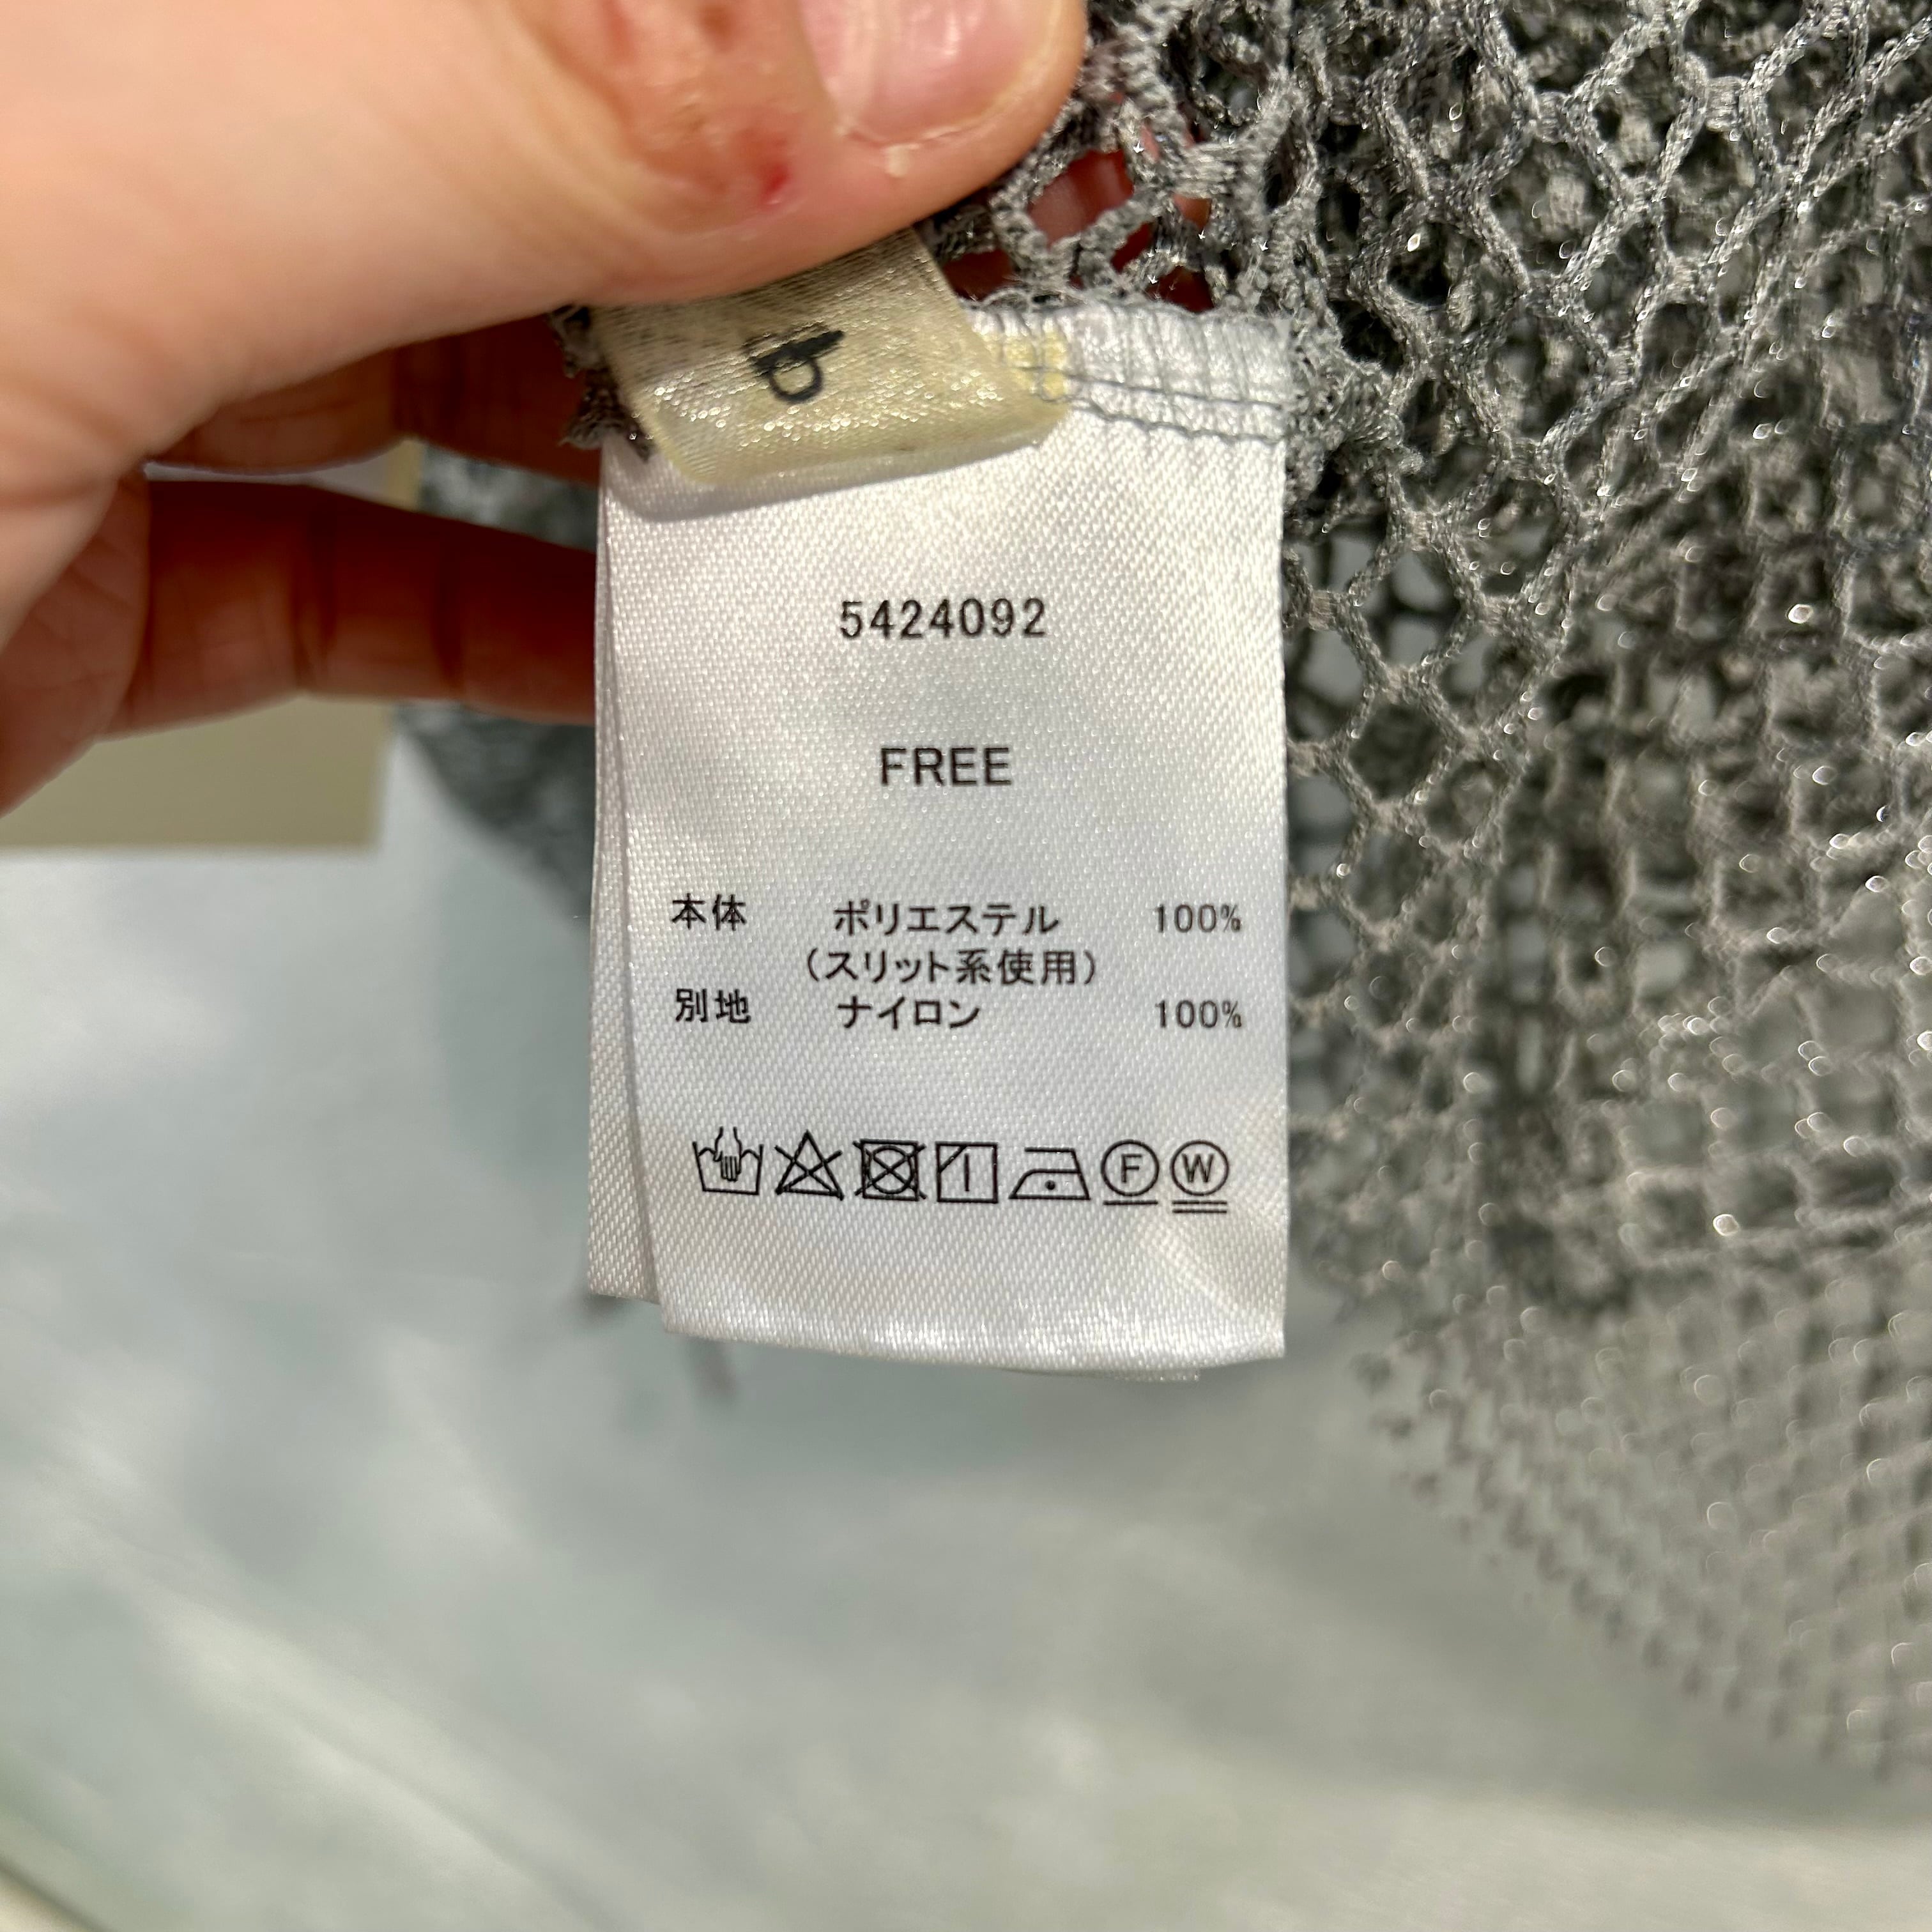 5424092
FREE
本体 ポリエステル 100%
(スリット系使用)
別地 ナイロン 100%
F W